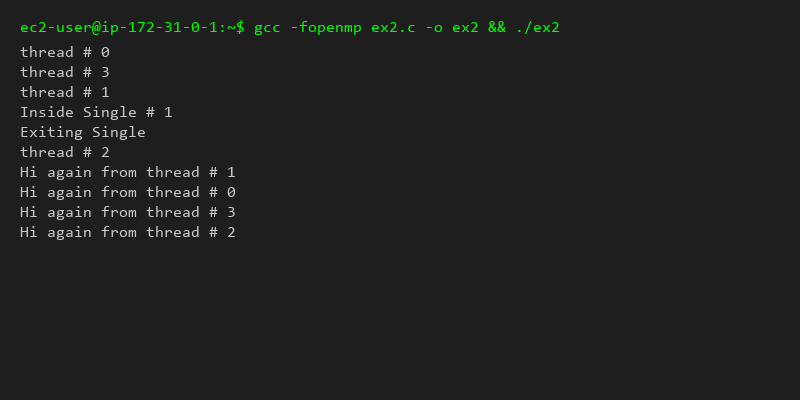 ec2-user@ip-172-31-0-1:~$ gcc -fopenmp ex2.c -o ex2 && ./ex2
thread # 0
thread # 3
thread # 1
Inside Single # 1
Exiting Single
thread # 2
Hi again from thread # 1
Hi again from thread # 0
Hi again from thread # 3
Hi again from thread # 2